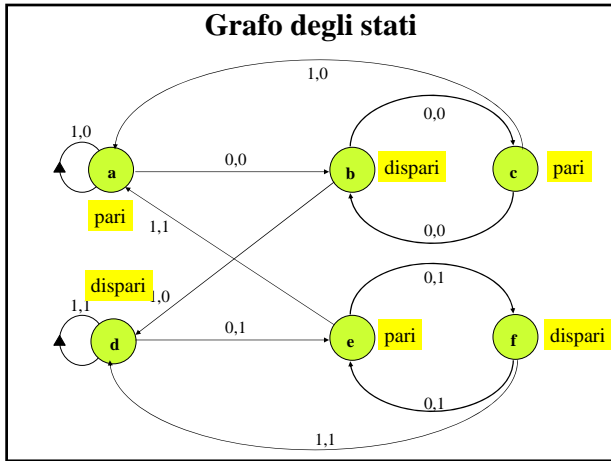 Grafo degli stati
1,0
1,0
0,0
0,0
a
b
dispari
c
pari
pari
1,1
0,0
dispari
1,1
1,0
0,1
0,1
d
e
pari
f
dispari
0,1
1,1